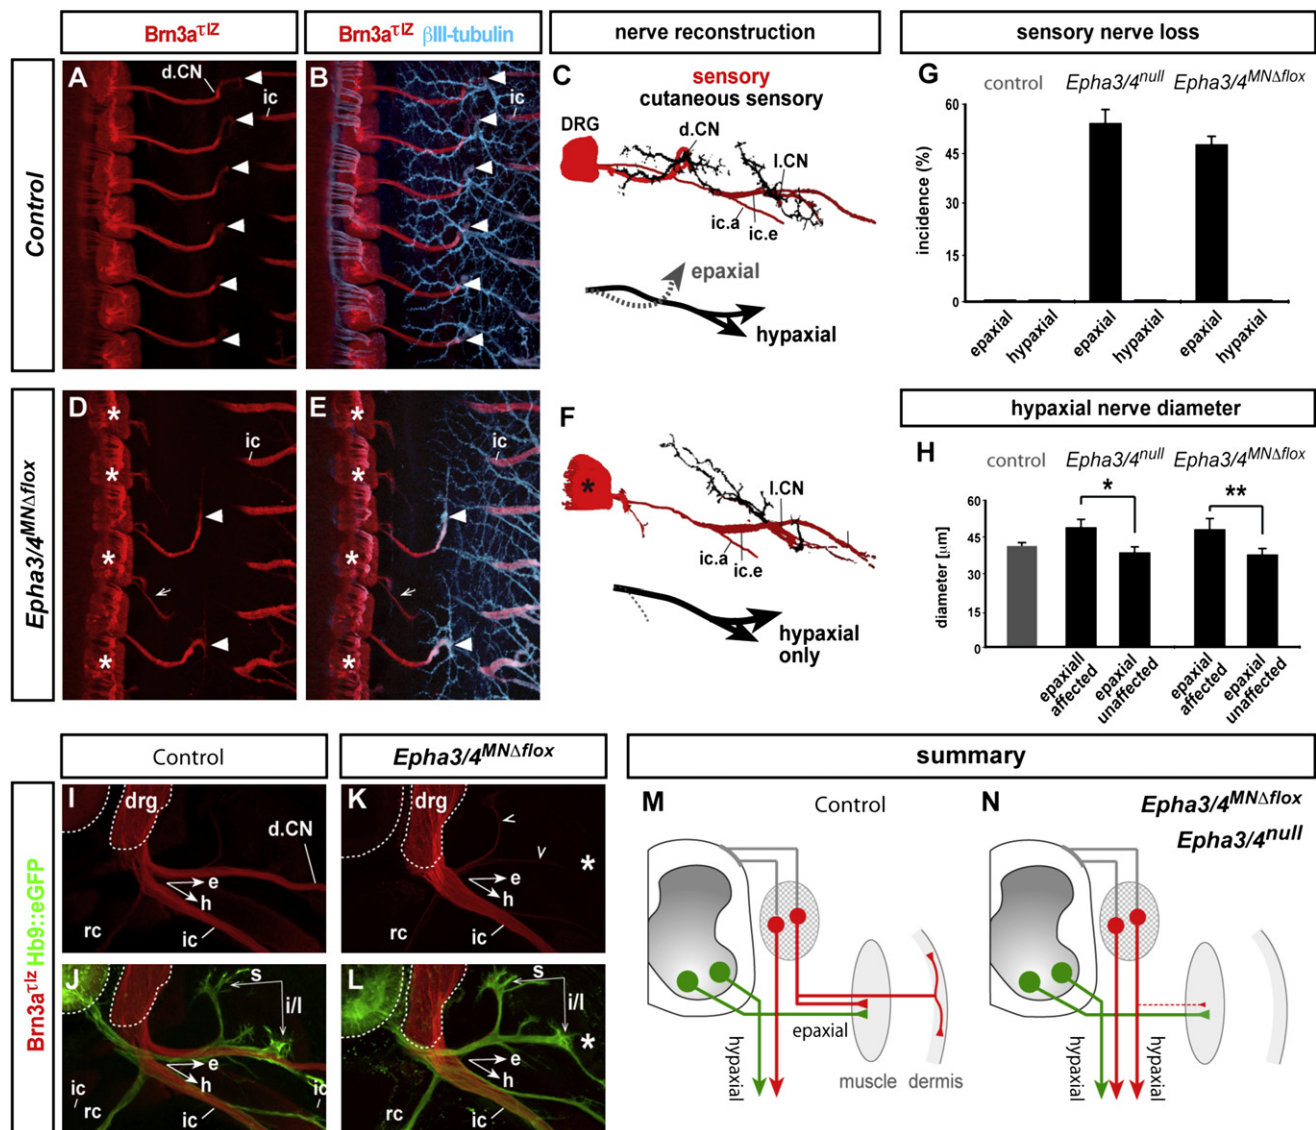 Brn3aτlZ
Brn3aτlZ βIII-tubulin
nerve reconstruction
sensory nerve loss
Control
A
d.CN
ic
B
ic
C
sensory
cutaneous sensory
DRG
d.CN
l.CN
ic.a
ic.e
epaxial
hypaxial
G
control
Epha3/4null
Epha3/4MNΔflox
incidence (%)
60
45
30
15
0
epaxial
hypaxial
epaxial
hypaxial
epaxial
hypaxial
Epha3/4MNΔflox
D
*
*
*
*
ic
E
*
*
*
*
ic
F
*
l.CN
ic.a
ic.e
hypaxial
only
hypaxial nerve diameter
H
control
Epha3/4null
Epha3/4MNΔflox
*
**
diameter [μm]
60
45
30
15
0
epaxiall
affected
epaxial
unaffected
epaxial
affected
epaxial
unaffected
Control
Epha3/4MNΔflox
summary
Brn3aτlz Hb9::eGFP
I
drg
d.CN
e
h
rc
ic
K
drg
*
e
h
rc
ic
J
s
i/l
e
h
ic
rc
ic
ic
L
s
i/l
*
e
h
rc
ic
M
Control
epaxial
hypaxial
muscle
dermis
N
Epha3/4MNΔflox
Epha3/4null
hypaxial
hypaxial